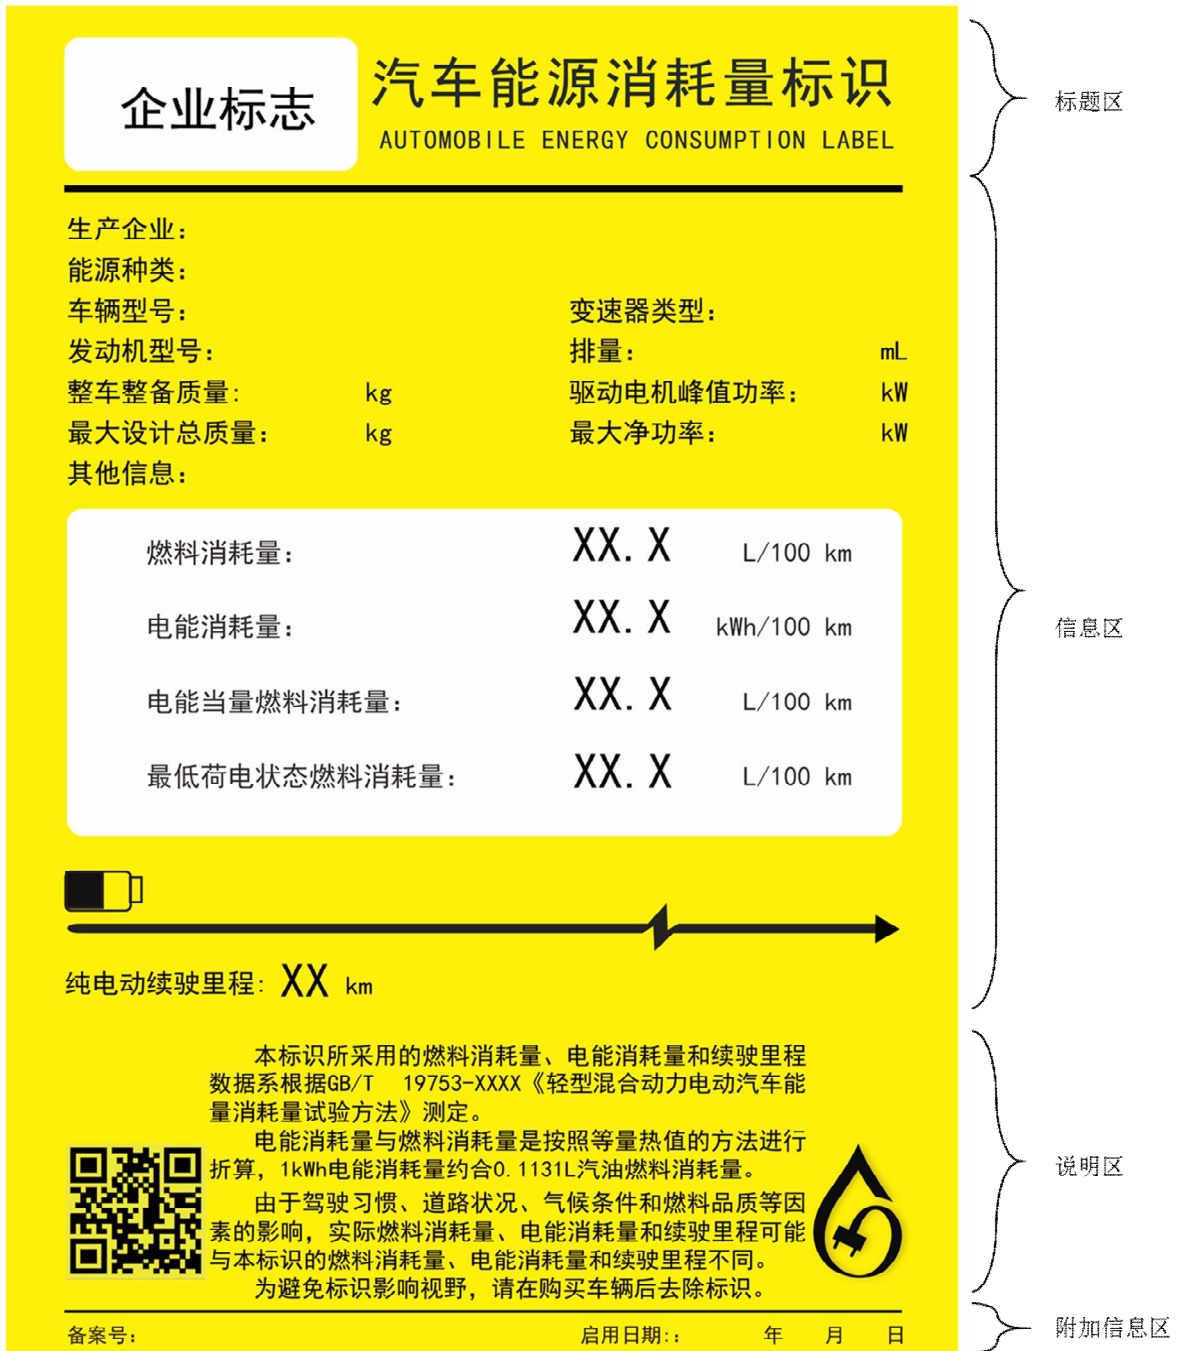 企业标志
汽车能源消耗量标识
AUTOMOBILE ENERGY CONSUMPTION LABEL
标题区
生产企业：
能源种类：
车辆型号： 变速器类型：
发动机型号： 排量： mL
整车整备质量: kg 驱动电机峰值功率： kW
最大设计总质量： kg 最大净功率： kW
其他信息：
燃料消耗量： XX.X L/100 km
电能消耗量： XX.X kWh/100 km
信息区
电能当量燃料消耗量： XX.X L/100 km
最低荷电状态燃料消耗量： XX.X L/100 km
纯电动续驶里程: XX km
本标识所采用的燃料消耗量、电能消耗量和续驶里程
数据系根据GB/T 19753-XXXX《轻型混合动力电动汽车能
量消耗量试验方法》测定。
电能消耗量与燃料消耗量是按照等量热值的方法进行
折算，1kWh电能消耗量约合0.1131L汽油燃料消耗量。
说明区
由于驾驶习惯、道路状况、气候条件和燃料品质等因
素的影响，实际燃料消耗量、电能消耗量和续驶里程可能
与本标识的燃料消耗量、电能消耗量和续驶里程不同。
为避免标识影响视野，请在购买车辆后去除标识。
备案号: 启用日期:: 年 月 日
附加信息区